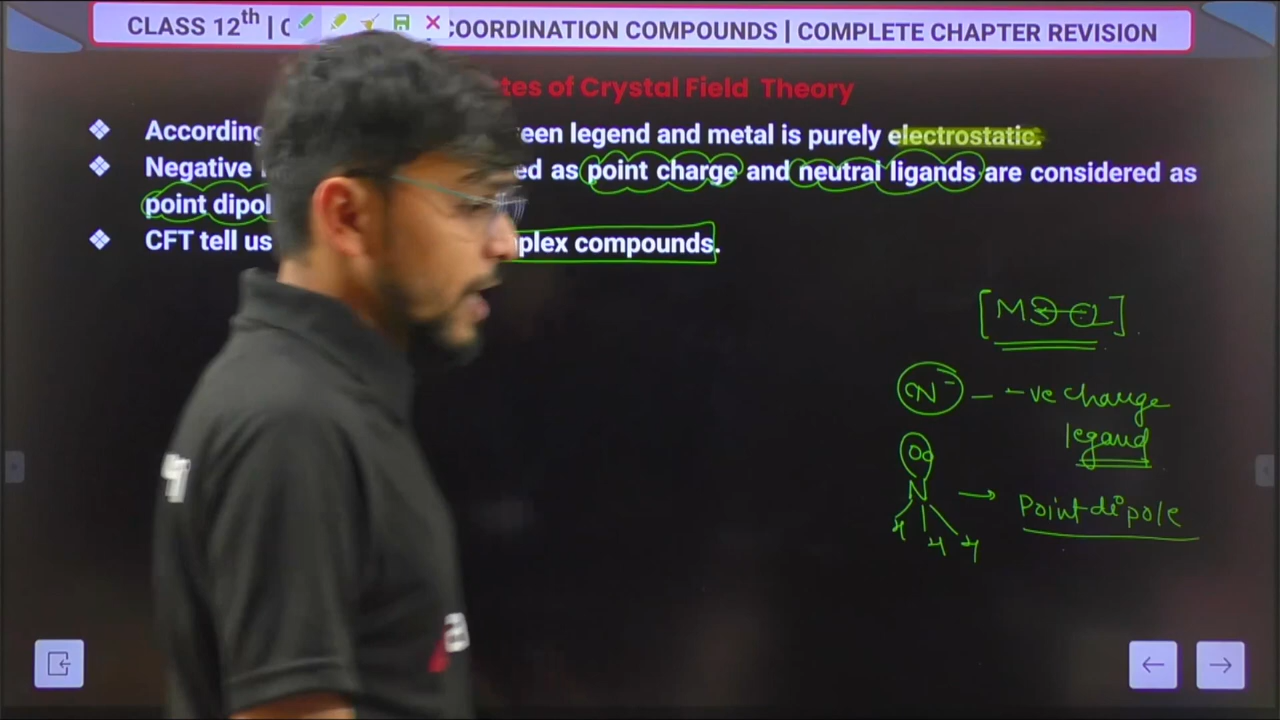 CLASS 12th | COORDINATION COMPOUNDS | COMPLETE CHAPTER REVISION
tes of Crystal Field Theory
According een legend and metal is purely electrostatic.
Negative ed as point charge and neutral ligands are considered as
point dipol
CFT tell us plex compounds.
[M⊕ ⊖L]
N⁻ — -ve charge
legand
N → Point dipole
H H H